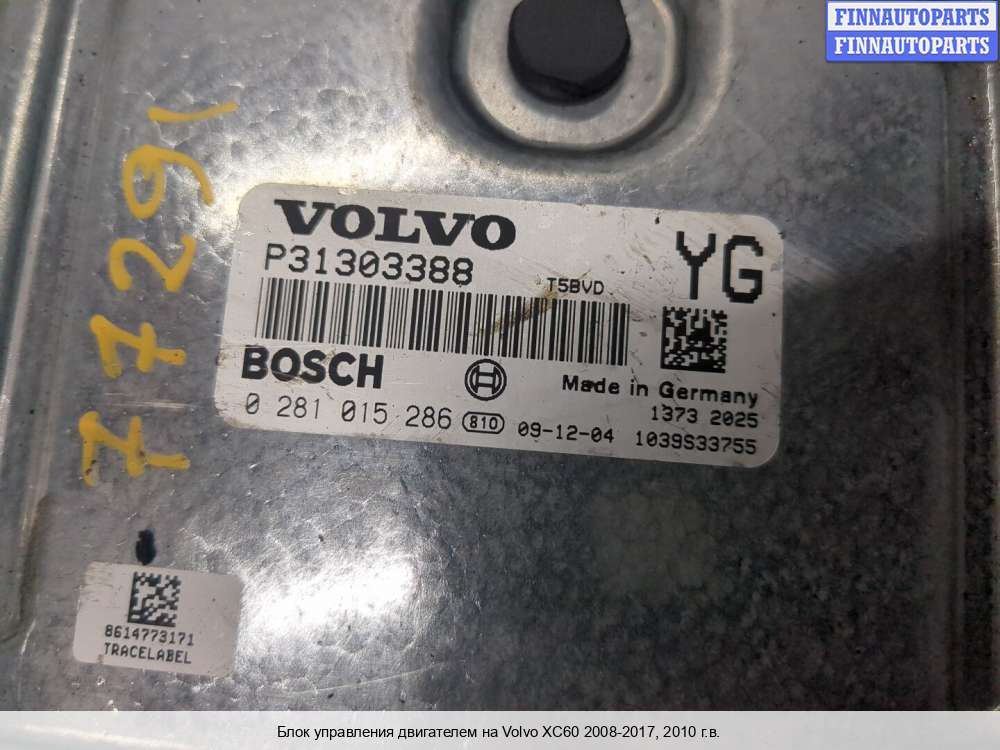 FINNAUTOPARTS
FINNAUTOPARTS
77291
VOLVO
P31303388
T5BVD
YG
BOSCH
Made in Germany
1373 2025
0 281 015 286 810 09-12-04 1039S33755
8614773171
TRACELABEL
Блок управления двигателем на Volvo XC60 2008-2017, 2010 г.в.